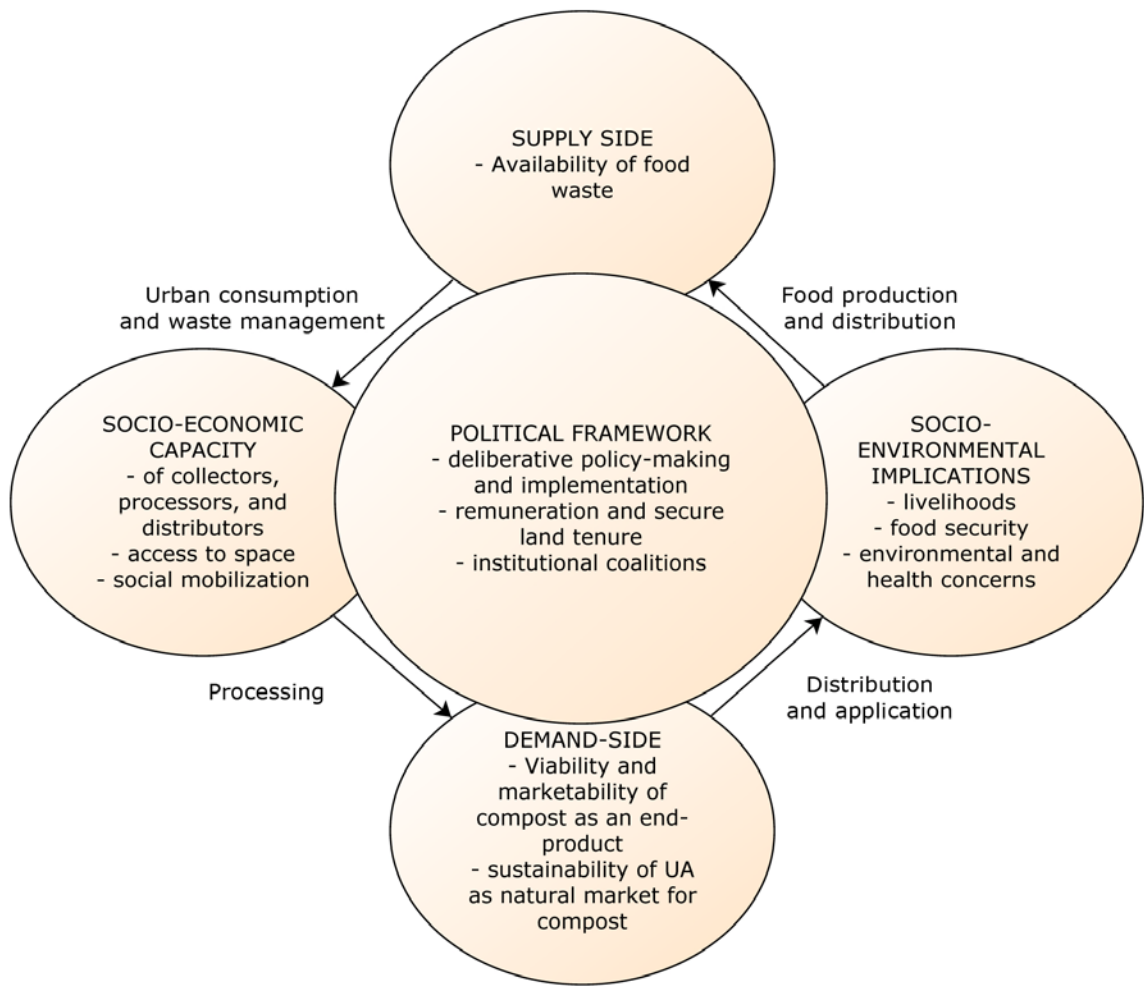 SUPPLY SIDE
- Availability of food
waste
Urban consumption
and waste management
Food production
and distribution
SOCIO-ECONOMIC
CAPACITY
- of collectors,
processors, and
distributors
- access to space
- social mobilization
POLITICAL FRAMEWORK
- deliberative policy-making
and implementation
- remuneration and secure
land tenure
- institutional coalitions
SOCIO-
ENVIRONMENTAL
IMPLICATIONS
- livelihoods
- food security
- environmental and
health concerns
Processing
Distribution
and application
DEMAND-SIDE
- Viability and
marketability of
compost as an end-
product
- sustainability of UA
as natural market for
compost